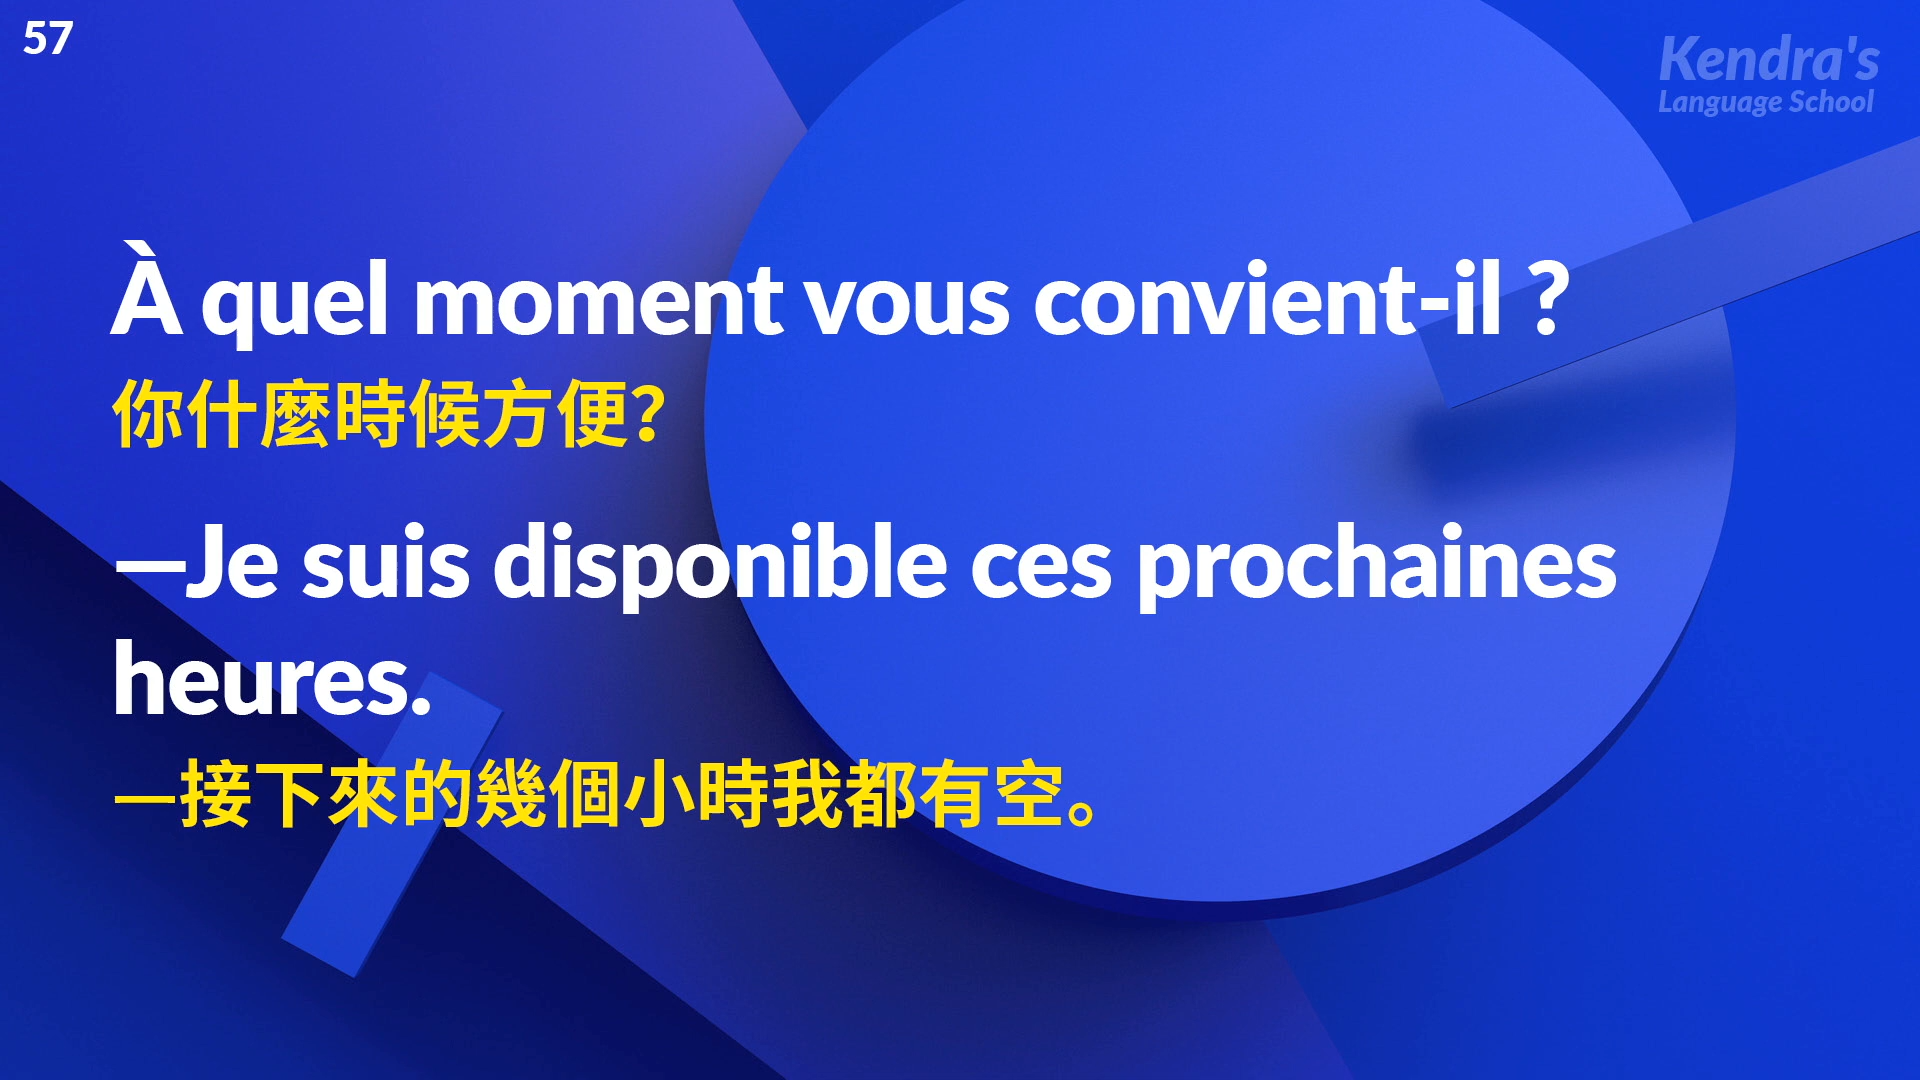 57
Kendra's
Language School
À quel moment vous convient-il ?
你什麼時候方便?
—Je suis disponible ces prochaines
heures.
—接下來的幾個小時我都有空。